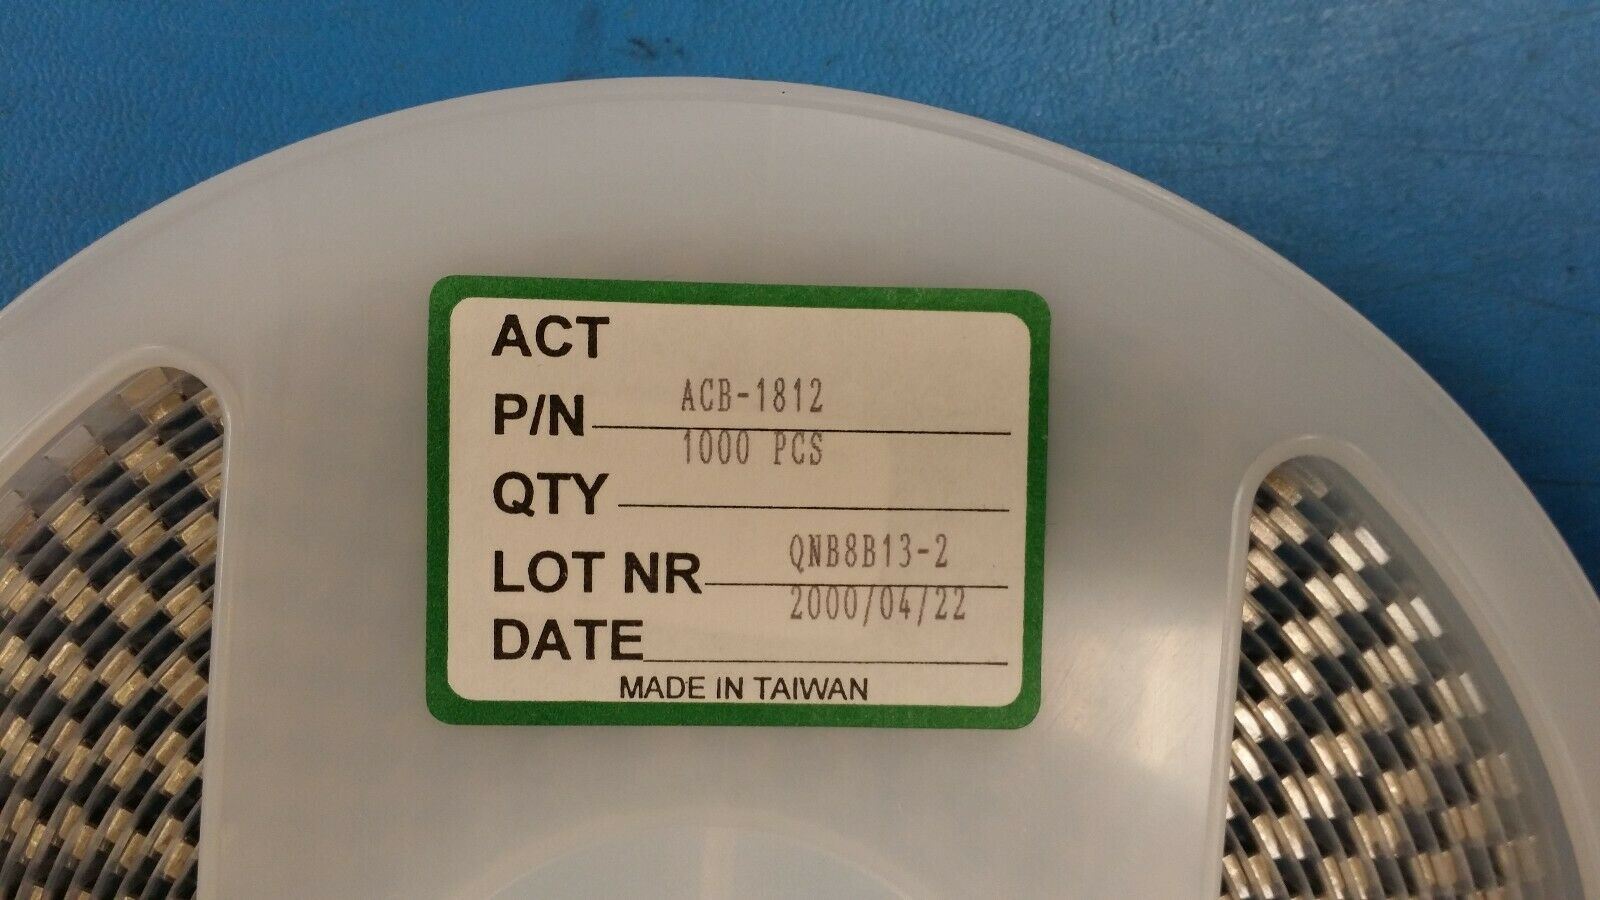 ACT
P/N ACB-1812
QTY 1000 PCS
LOT NR QNB8B13-2
DATE 2000/04/22
MADE IN TAIWAN